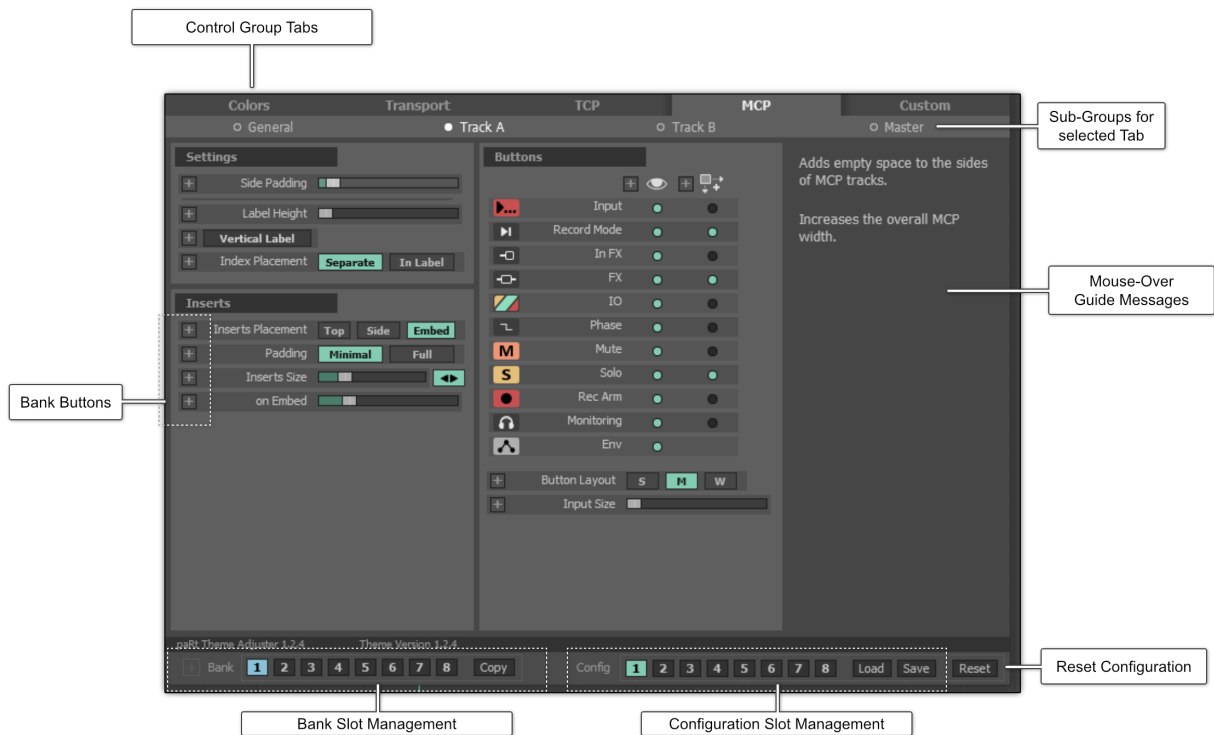 Control Group Tabs
Colors Transport TCP MCP Custom
General Track A Track B Master
Sub-Groups for
selected Tab
Settings
Side Padding
Label Height
Vertical Label
Index Placement Separate In Label
Inserts
Inserts Placement Top Side Embed
Padding Minimal Full
Inserts Size
on Embed
Bank Buttons
Buttons
Input
Record Mode
In FX
FX
IO
Phase
M Mute
S Solo
Rec Arm
Monitoring
Env
Button Layout S M W
Input Size
Adds empty space to the sides
of MCP tracks.
Increases the overall MCP
width.
Mouse-Over
Guide Messages
paRt Theme Adjuster 1.2.4 Theme Version 1.2.4
Bank 1 2 3 4 5 6 7 8 Copy
Config 1 2 3 4 5 6 7 8 Load Save Reset
Reset Configuration
Bank Slot Management
Configuration Slot Management